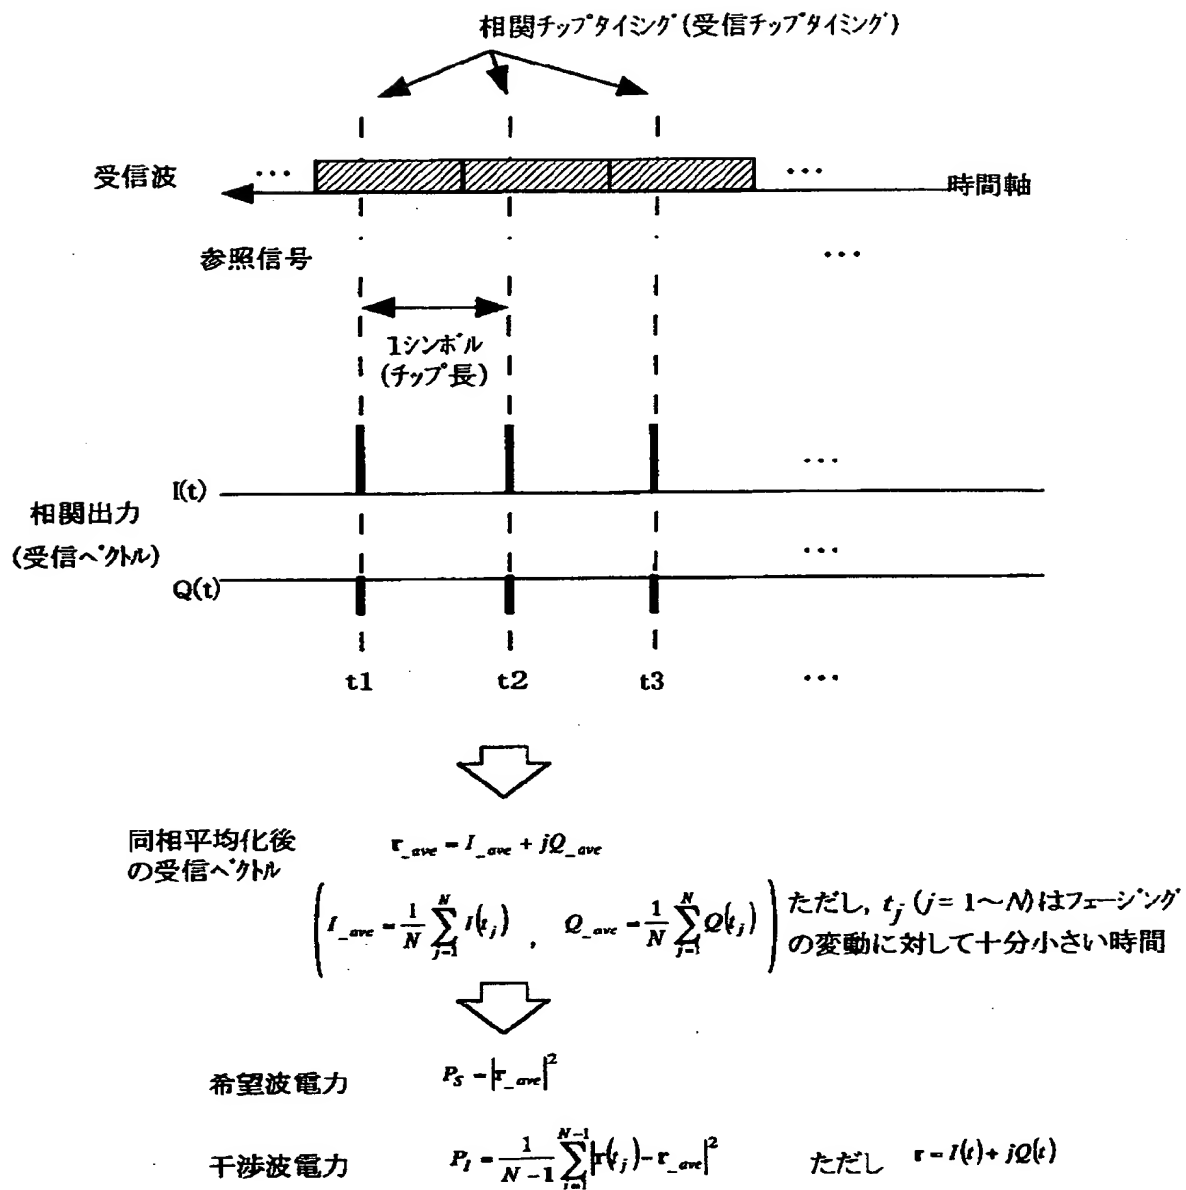 相関チップタイミング(受信チップタイミング)
受信波 ... ... 時間軸
参照信号 ...
1シンボル
(チップ長)
...
I(t)
相関出力
(受信ベクトル)
...
Q(t)
t1 t2 t3 ...
同相平均化後
の受信ベクトル
r_ave = I_ave + jQ_ave
( I_ave = 1/N Σ_{j=1}^{N} I(t_j) , Q_ave = 1/N Σ_{j=1}^{N} Q(t_j) )
ただし, t_j (j = 1~N)はフェージング
の変動に対して十分小さい時間
希望波電力 P_S = |r_ave|^2
干渉波電力 P_I = 1/(N-1) Σ_{j=1}^{N-1} |r(t_j) - r_ave|^2 ただし r = I(t) + jQ(t)